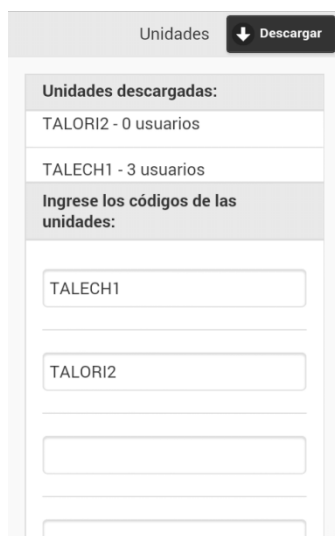 Unidades Descargar
Unidades descargadas:
TALORI2 - 0 usuarios
TALECH1 - 3 usuarios
Ingrese los códigos de las
unidades:
TALECH1
TALORI2